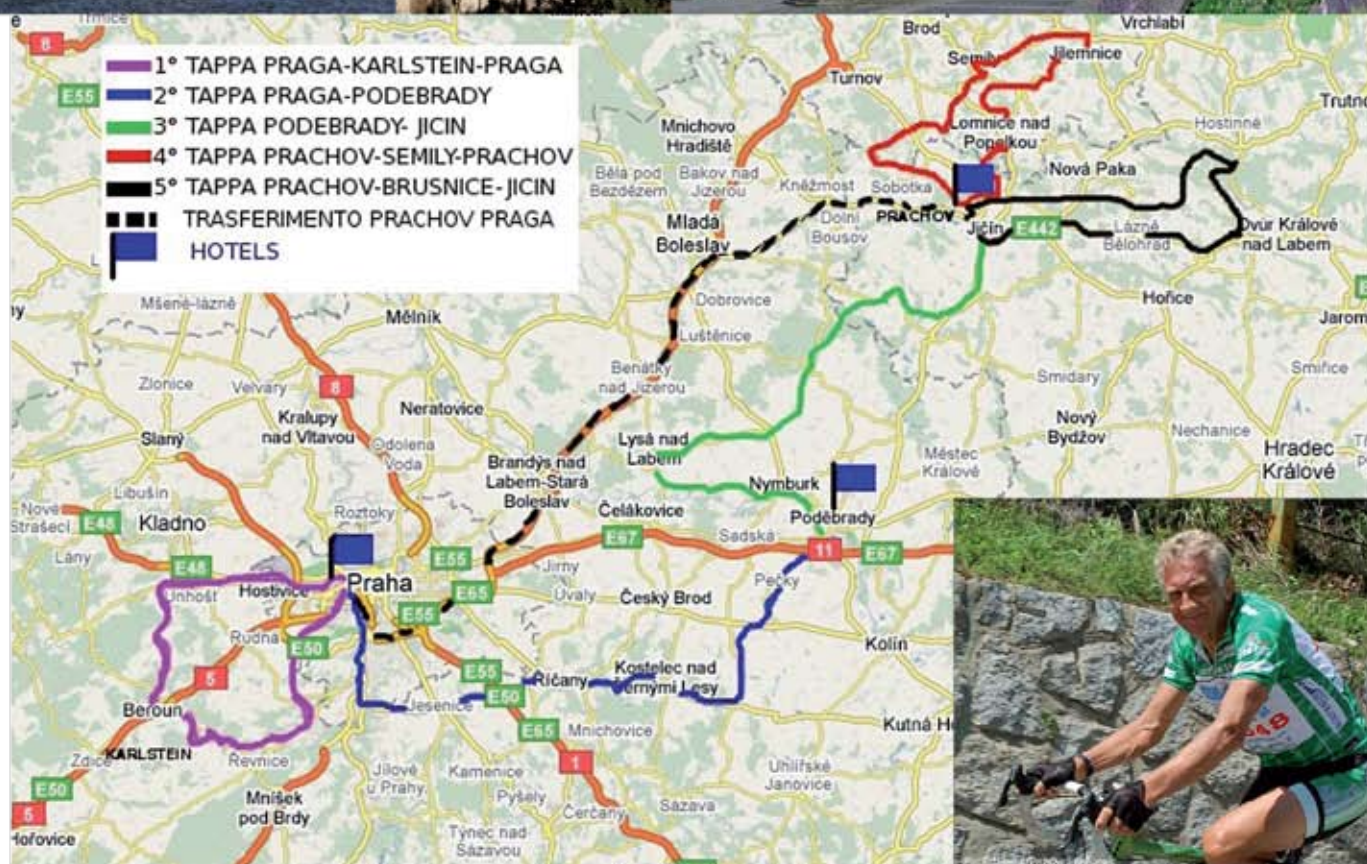 1° TAPPA PRAGA-KARLSTEIN-PRAGA
2° TAPPA PRAGA-PODEBRADY
3° TAPPA PODEBRADY- JICIN
4° TAPPA PRACHOV-SEMILY-PRACHOV
5° TAPPA PRACHOV-BRUSNICE-JICIN
TRASFERIMENTO PRACHOV PRAGA
HOTELS
8
E55
Brod
Vrchlabí
Semily
Jilemnice
Turnov
Mnichovo
Hradiště
Lomnice nad
Popelkou
Hostinné
Běla pod
Bezdězem
Bakov nad
Jizerou
Kněžmost
Sobotka
Nová Paka
Mlada
Boleslav
Dolní
Bousov
PRACHOV
Jičín
E442
Lázně
Bělohrad
Dvůr Králové
nad Labem
Mšené-lázně
Mělník
Dobrovice
Hořice
Luštěnice
Zlonice
Velvary
8
Benátky
nad Jizerou
Smidary
Smiřice
Kralupy
nad Vltavou
Neratovice
Slaný
Odolena
Voda
Lysá nad
Labem
Nový
Bydžov
Nechanice
Městec
Králové
Hradec
Králové
Brandýs nad
Labem-Stará
Boleslav
Nymburk
Libušín
Nové
Strašecí
E48
Kladno
Roztoky
Čelákovice
Poděbrady
Lany
E48
E55
E67
Sadská
11
E67
Unhošť
Hostivice
Praha
E65
Jirny
Úvaly
Český Brod
Pečky
E55
Rudna
E50
Kolín
5
E55
Říčany
E50
Kostelec nad
Černými Lesy
Beroun
Jesenice
KARLSTEIN
Řevnice
E65
Mnichovice
Kutná
Zdice
E50
1
Jílové
u Prahy
Kamenice
Uhlířské
Janovice
5
Mníšek
pod Brdy
Pyšely
Čerčany
Sázava
Hořovice
Týnec nad
Sázavou